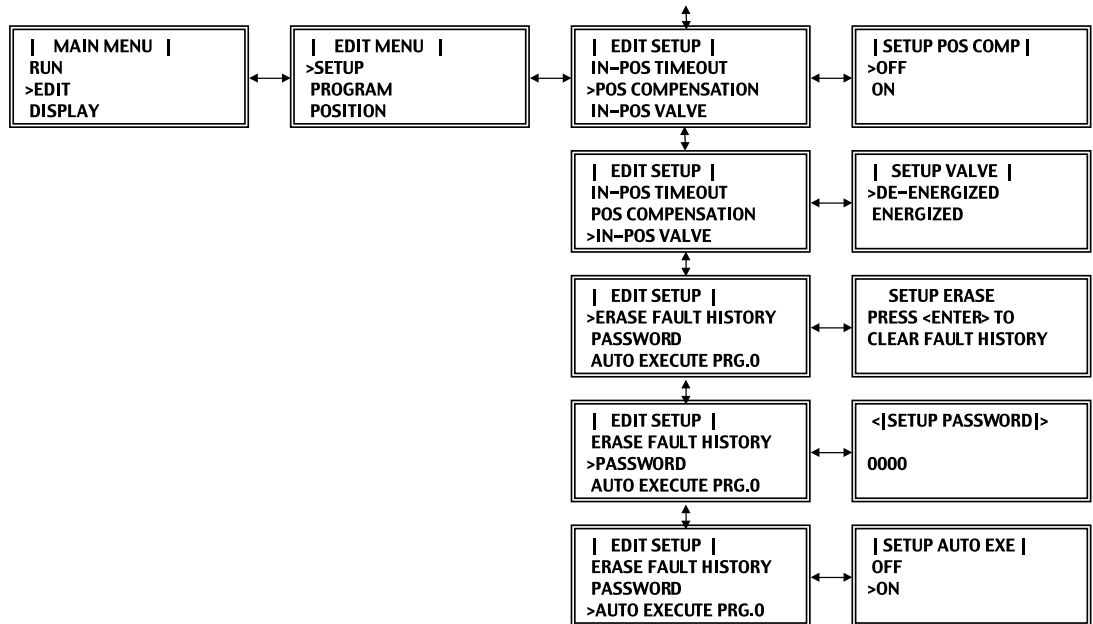 | MAIN MENU |
RUN
>EDIT
DISPLAY
| EDIT MENU |
>SETUP
PROGRAM
POSITION
| EDIT SETUP |
IN-POS TIMEOUT
>POS COMPENSATION
IN-POS VALVE
| SETUP POS COMP |
>OFF
ON
| EDIT SETUP |
IN-POS TIMEOUT
POS COMPENSATION
>IN-POS VALVE
| SETUP VALVE |
>DE-ENERGIZED
ENERGIZED
| EDIT SETUP |
>ERASE FAULT HISTORY
PASSWORD
AUTO EXECUTE PRG.0
SETUP ERASE
PRESS <ENTER> TO
CLEAR FAULT HISTORY
| EDIT SETUP |
ERASE FAULT HISTORY
>PASSWORD
AUTO EXECUTE PRG.0
<|SETUP PASSWORD|>
0000
| EDIT SETUP |
ERASE FAULT HISTORY
PASSWORD
>AUTO EXECUTE PRG.0
| SETUP AUTO EXE |
OFF
>ON